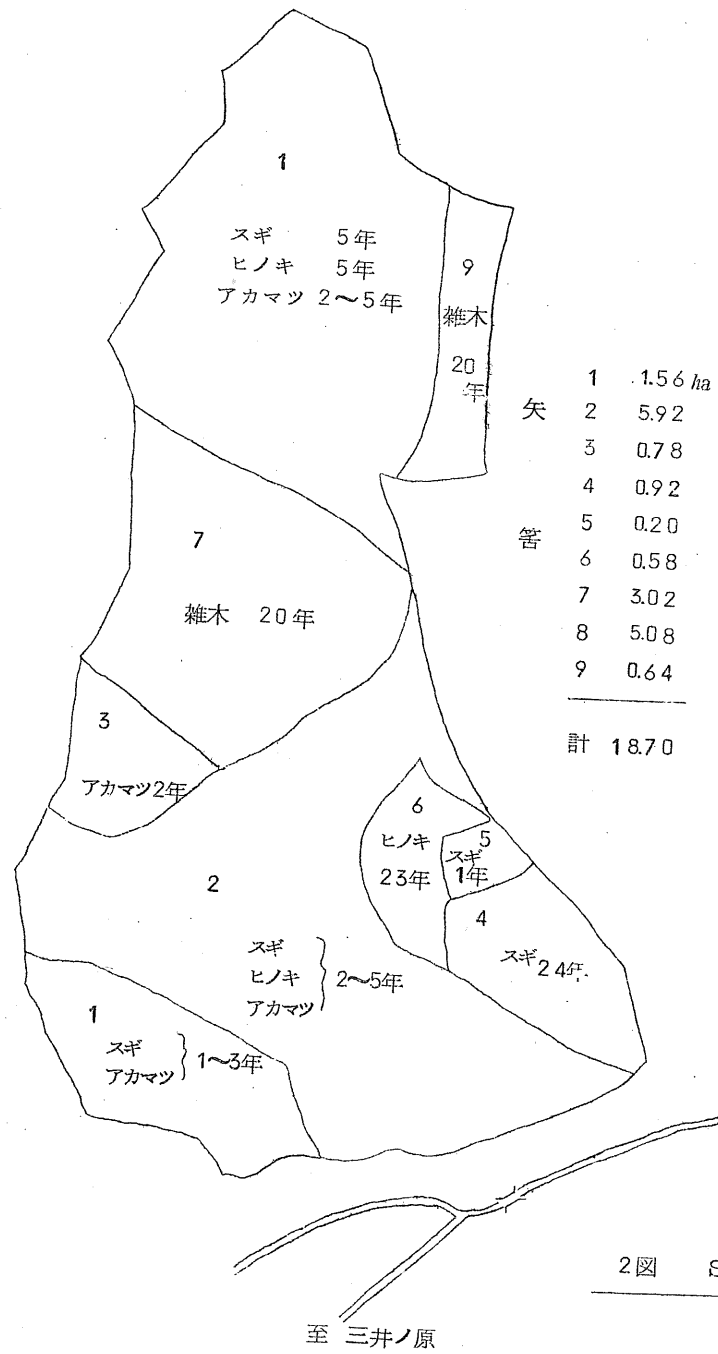 1
スギ 5年
ヒノキ 5年
アカマツ 2～5年
9
雑木
20
年
7
雑木 20年
3
アカマツ2年
6
ヒノキ
23年
5
スギ
1年
4
スギ24年
2
スギ
ヒノキ
アカマツ
2～5年
1
スギ
アカマツ
1～3年
矢
筈
1 1.56 ha
2 5.92
3 0.78
4 0.92
5 0.20
6 0.58
7 3.02
8 5.08
9 0.64
計 18.70
2図 S
至 三井ノ原